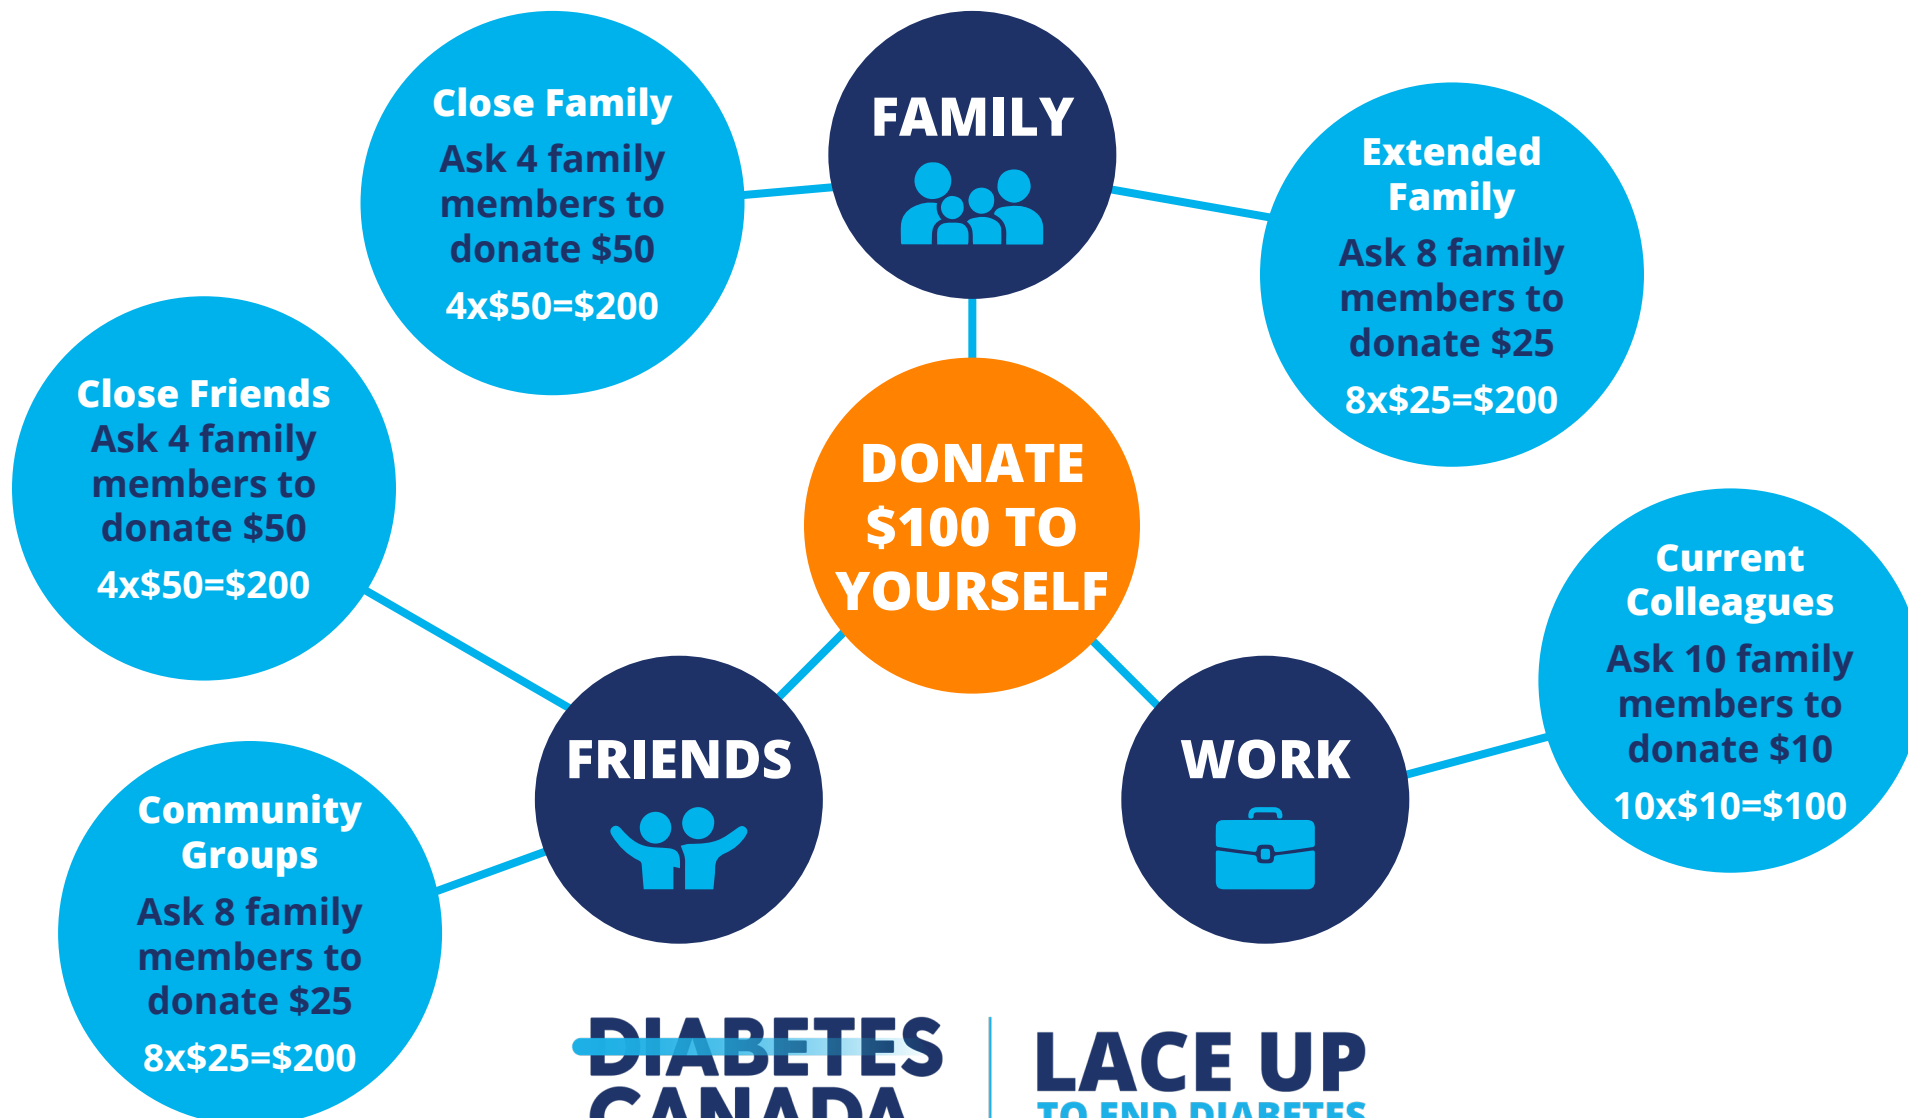 FAMILY
Close Family
Ask 4 family
members to
donate $50
4x$50=$200
Extended
Family
Ask 8 family
members to
donate $25
8x$25=$200
Close Friends
Ask 4 family
members to
donate $50
4x$50=$200
DONATE
$100 TO
YOURSELF
Current
Colleagues
Ask 10 family
members to
donate $10
10x$10=$100
FRIENDS
WORK
Community
Groups
Ask 8 family
members to
donate $25
8x$25=$200
DIABETES
CANADA
LACE UP
TO END DIABETES